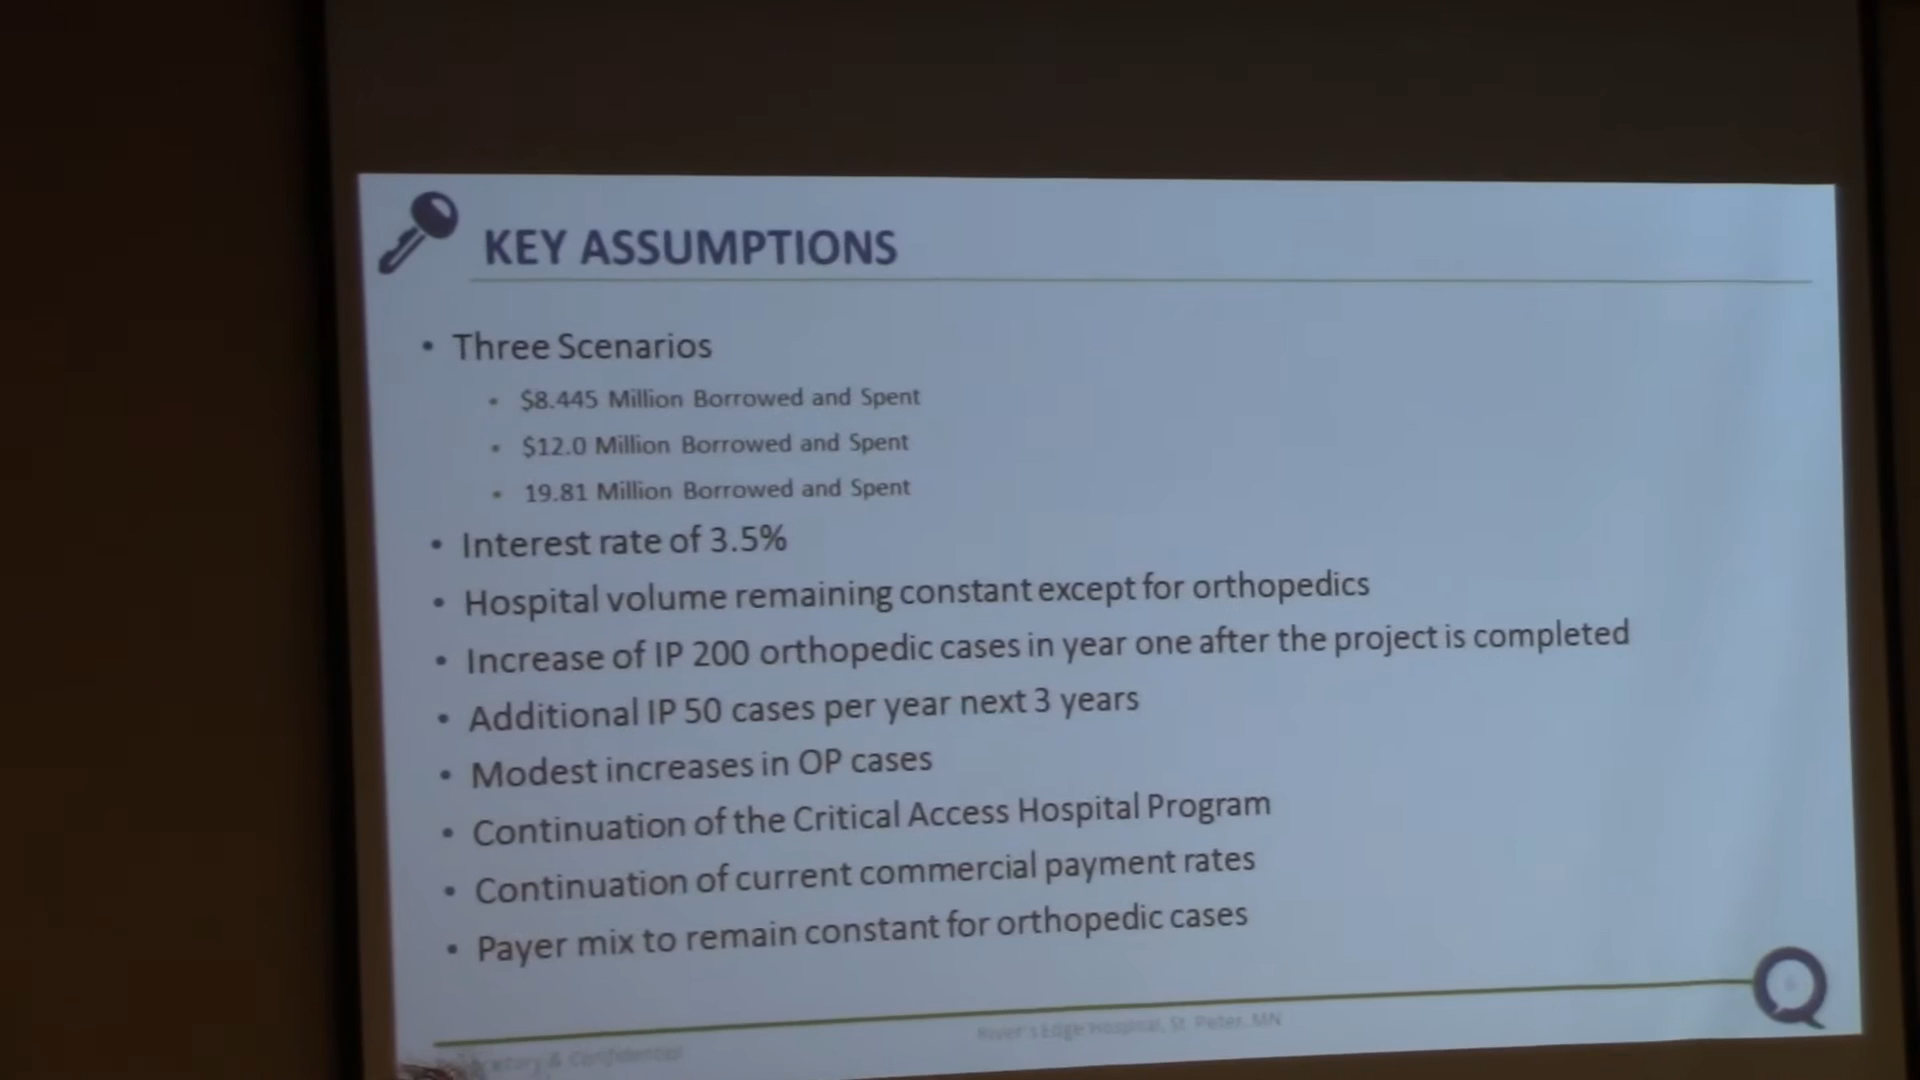 KEY ASSUMPTIONS
• Three Scenarios
• $8.445 Million Borrowed and Spent
• $12.0 Million Borrowed and Spent
• 19.81 Million Borrowed and Spent
• Interest rate of 3.5%
• Hospital volume remaining constant except for orthopedics
• Increase of IP 200 orthopedic cases in year one after the project is completed
• Additional IP 50 cases per year next 3 years
• Modest increases in OP cases
• Continuation of the Critical Access Hospital Program
• Continuation of current commercial payment rates
• Payer mix to remain constant for orthopedic cases
River's Edge Hospital, St. Peter, MN
& Confidential